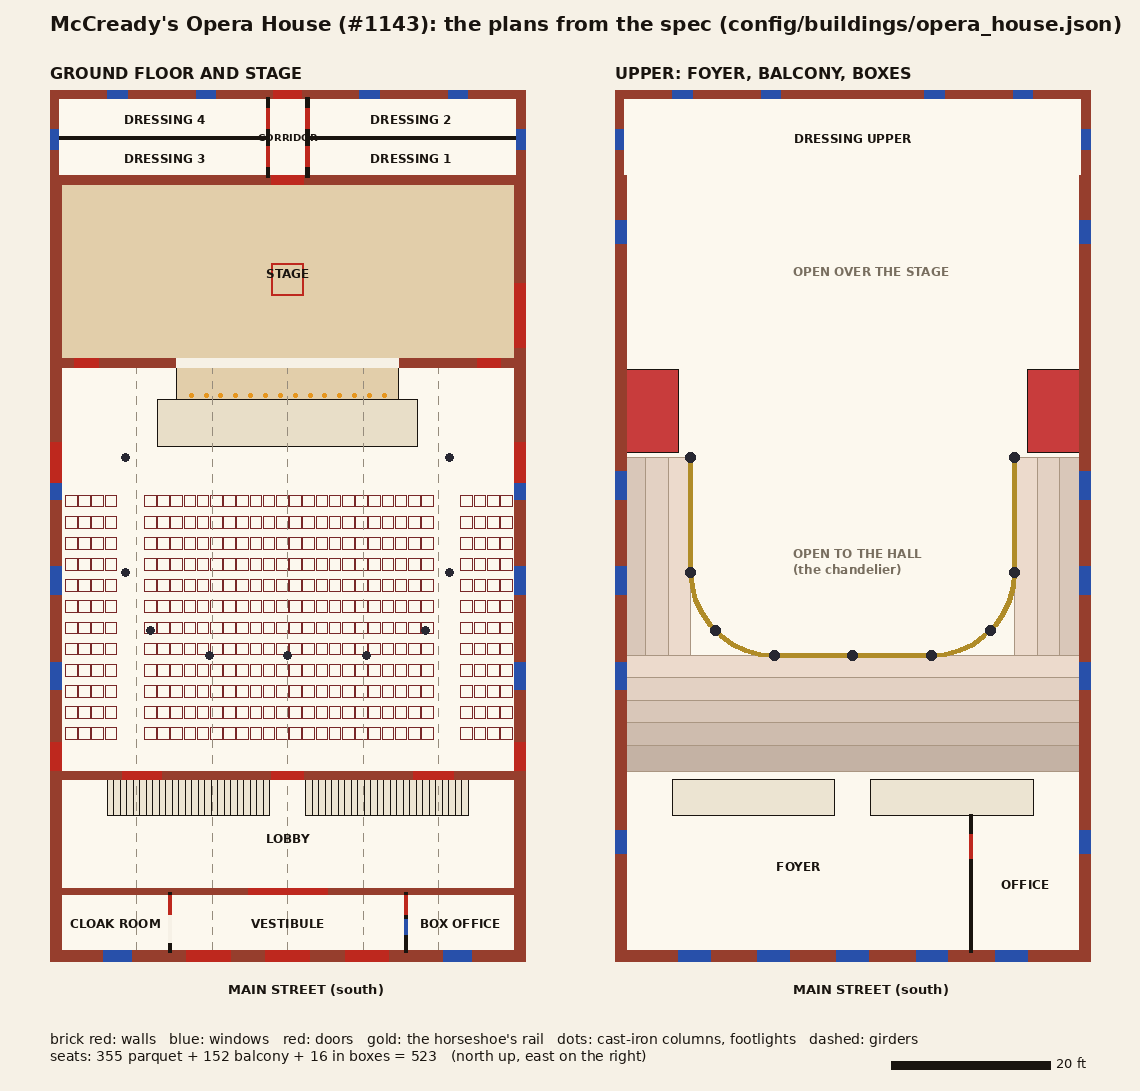 McCready's Opera House (#1143): the plans from the spec (config/buildings/opera_house.json)
GROUND FLOOR AND STAGE
UPPER: FOYER, BALCONY, BOXES
DRESSING 4
DRESSING 2
CORRIDOR
DRESSING 3
DRESSING 1
DRESSING UPPER
STAGE
OPEN OVER THE STAGE
OPEN TO THE HALL
(the chandelier)
LOBBY
FOYER
OFFICE
CLOAK ROOM
VESTIBULE
BOX OFFICE
MAIN STREET (south)
MAIN STREET (south)
brick red: walls   blue: windows   red: doors   gold: the horseshoe's rail   dots: cast-iron columns, footlights   dashed: girders
seats: 355 parquet + 152 balcony + 16 in boxes = 523   (north up, east on the right)
20 ft